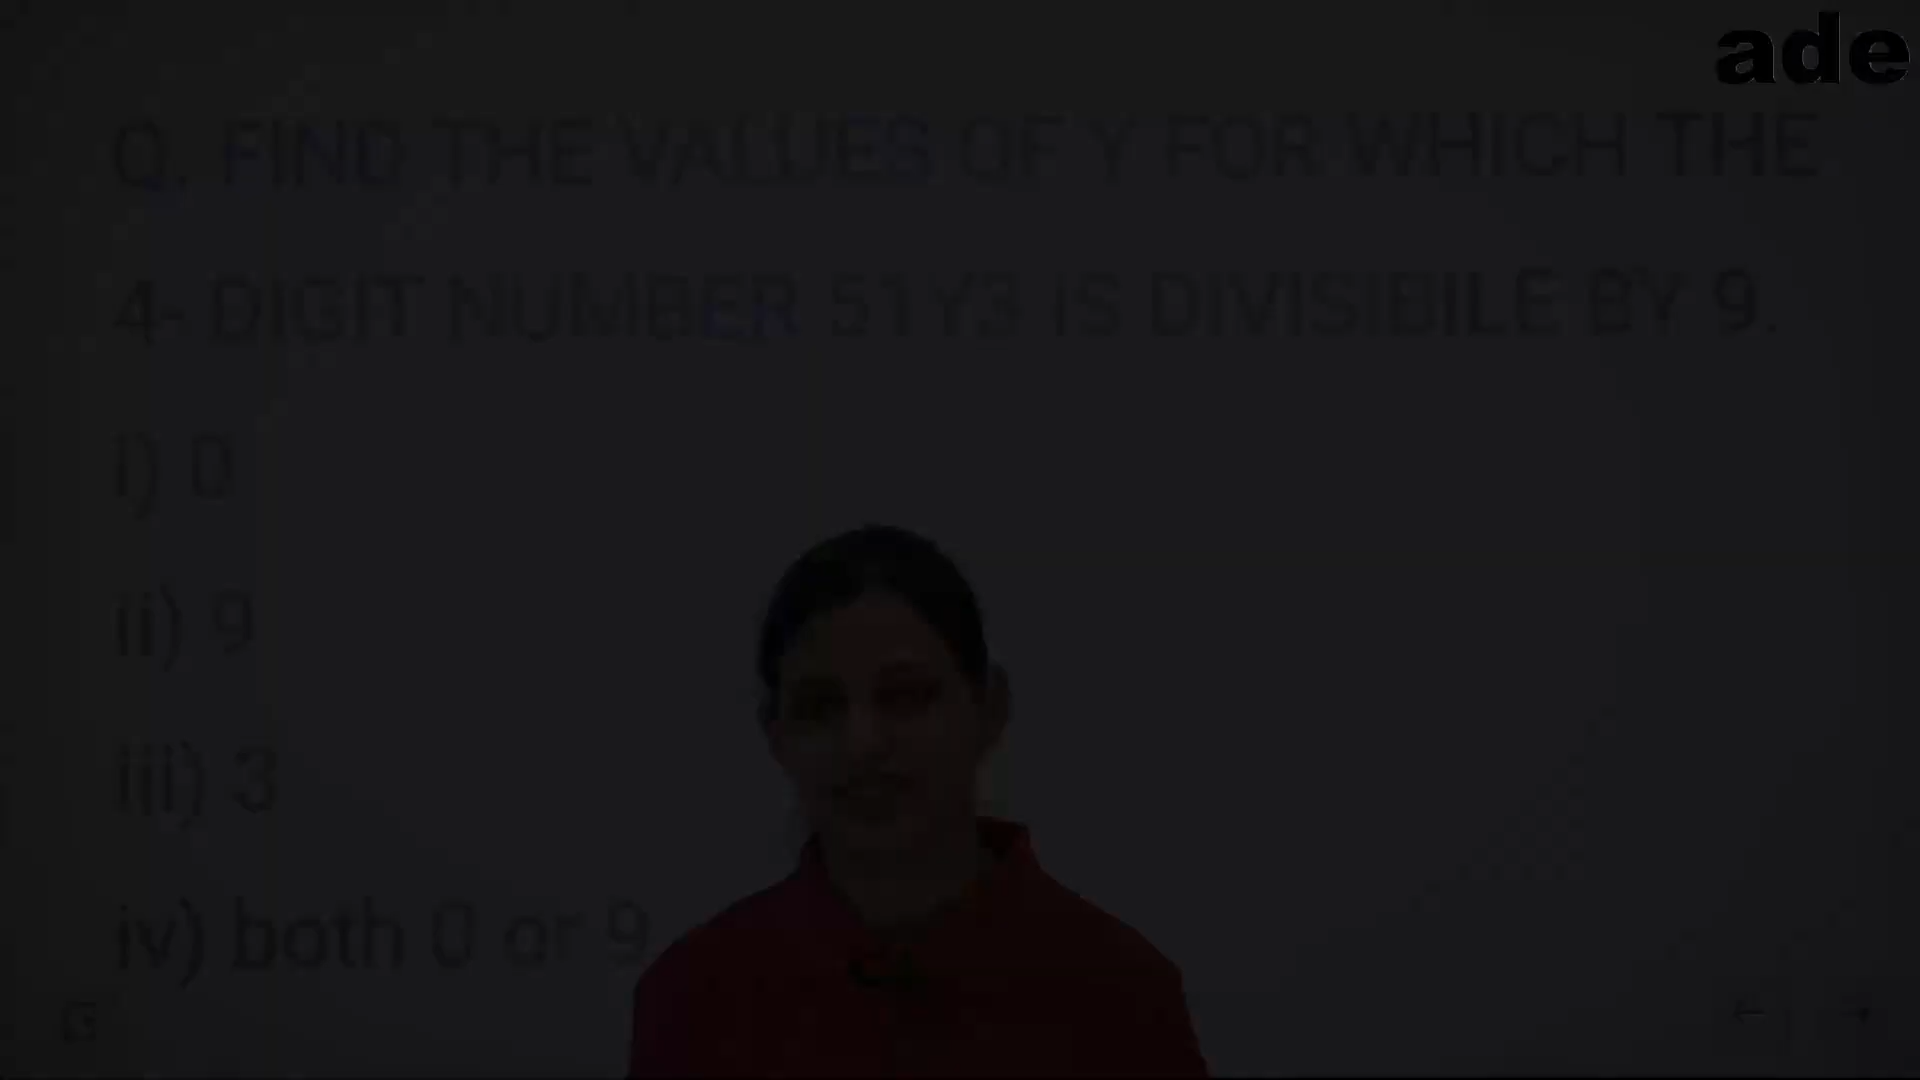 ade
Q. FIND THE VALUES OF Y FOR WHICH THE
4- DIGIT NUMBER 51Y3 IS DIVISIBILE BY 9.
i) 0
ii) 9
iii) 3
iv) both 0 or 9